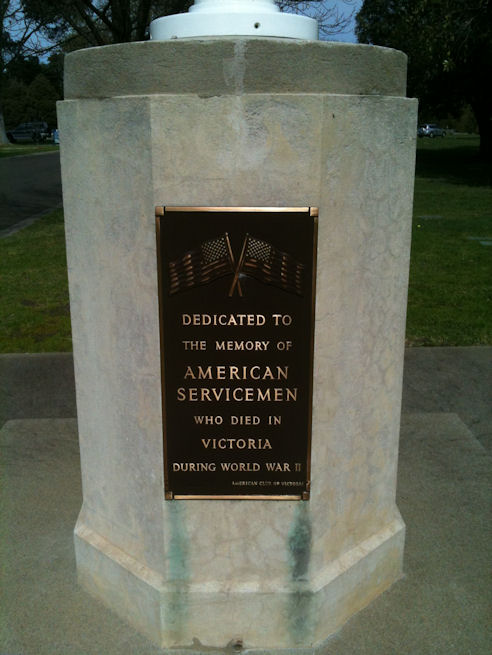 DEDICATED TO
THE MEMORY OF
AMERICAN
SERVICEMEN
WHO DIED IN
VICTORIA
DURING WORLD WAR II
AMERICAN CLUB OF VICTORIA